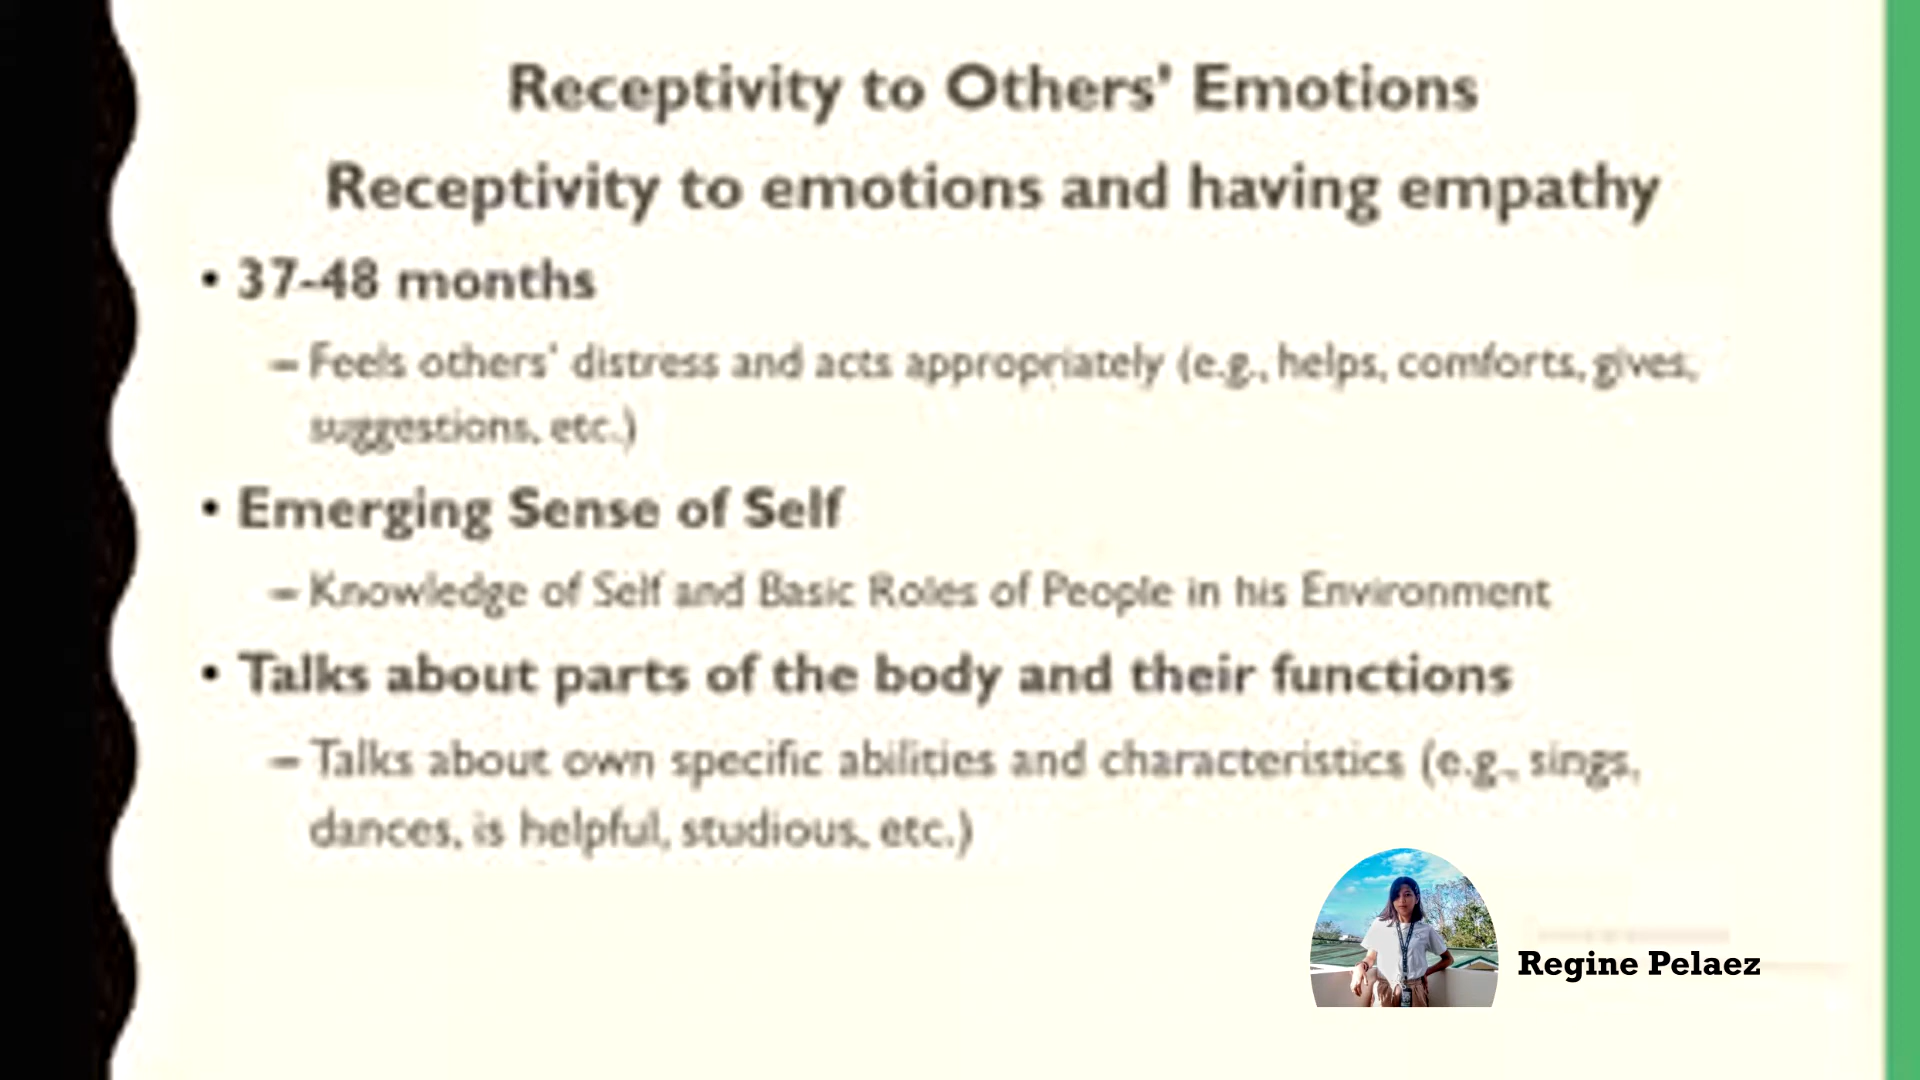 Receptivity to Others' Emotions
Receptivity to emotions and having empathy
• 37-48 months
– Feels others' distress and acts appropriately (e.g., helps, comforts, gives,
suggestions, etc.)
• Emerging Sense of Self
– Knowledge of Self and Basic Roles of People in his Environment
• Talks about parts of the body and their functions
– Talks about own specific abilities and characteristics (e.g., sings,
dances, is helpful, studious, etc.)
Regine Pelaez